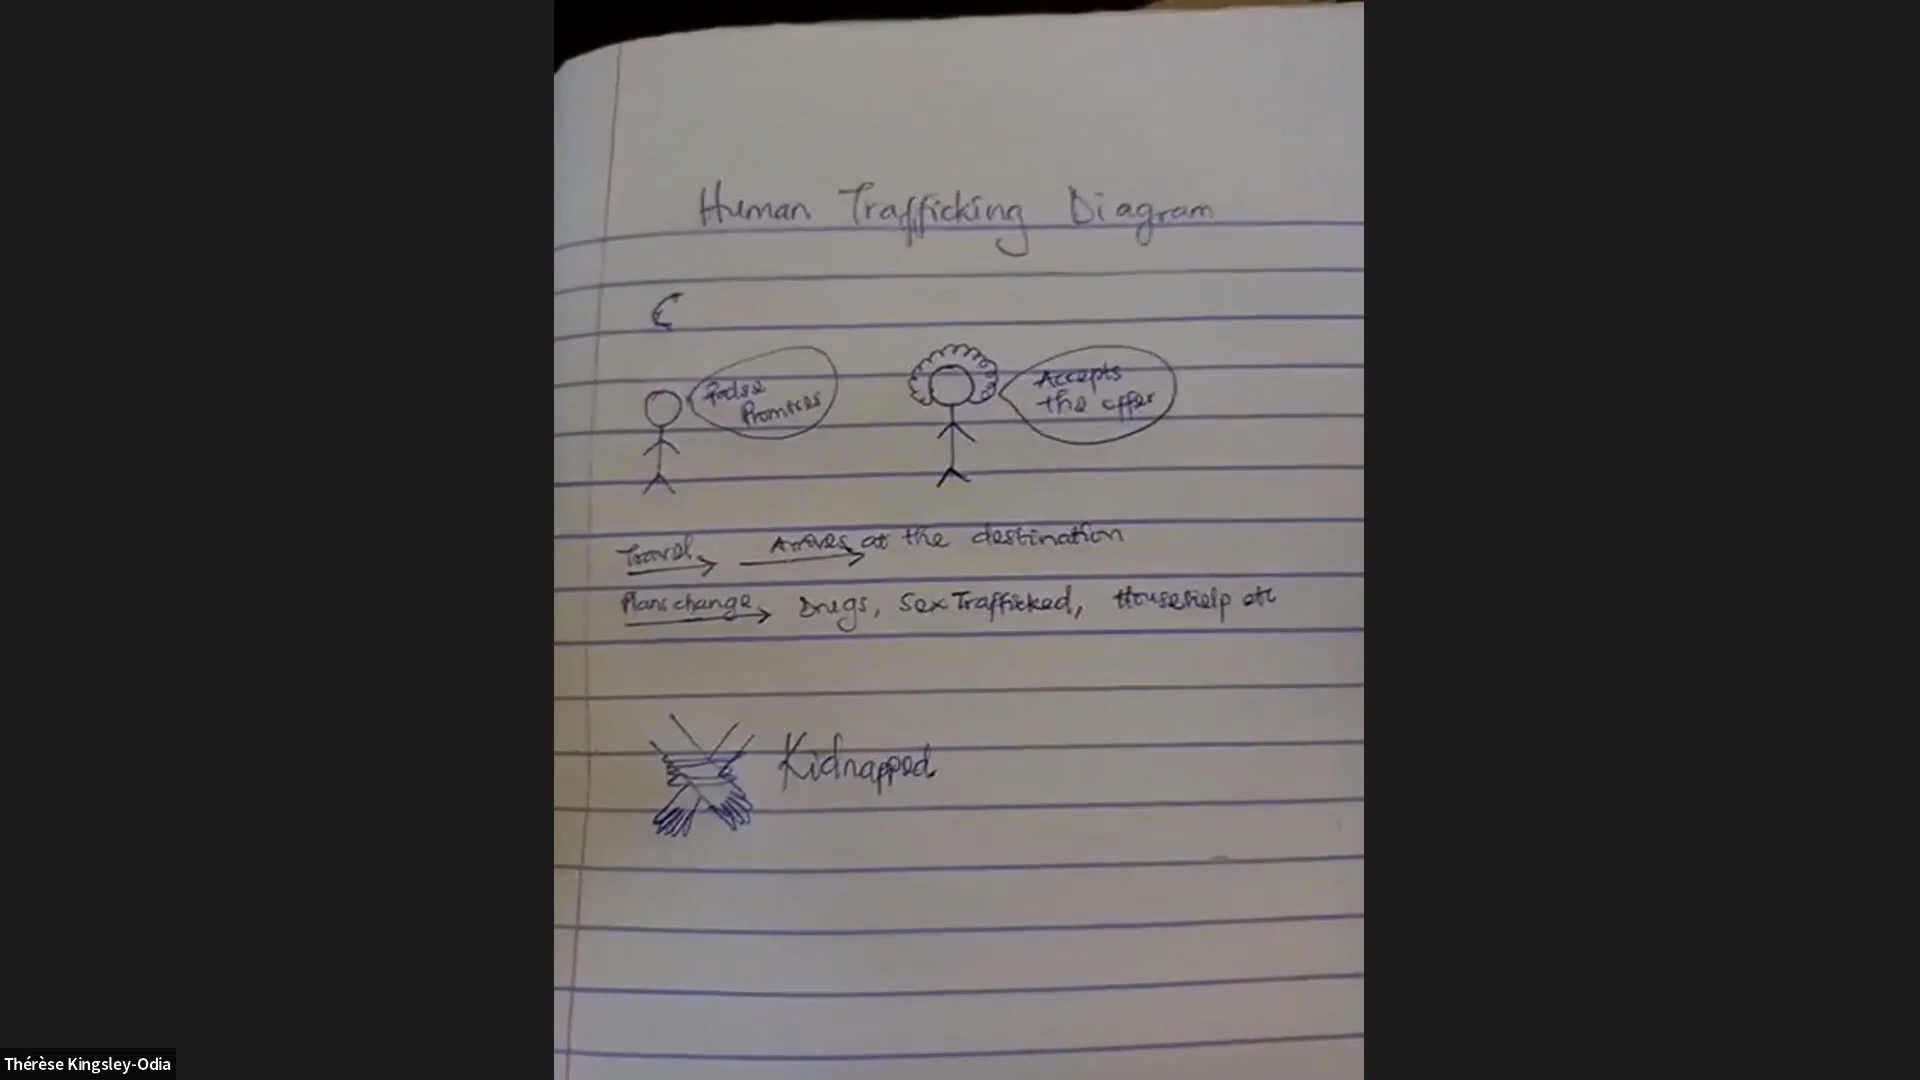 Human Trafficking Diagram
False
Promises
Accepts
the offer
Travel Arrives at the destination
Plans change Drugs, Sex Trafficked, Househelp etc
Kidnapped
Thérèse Kingsley-Odia